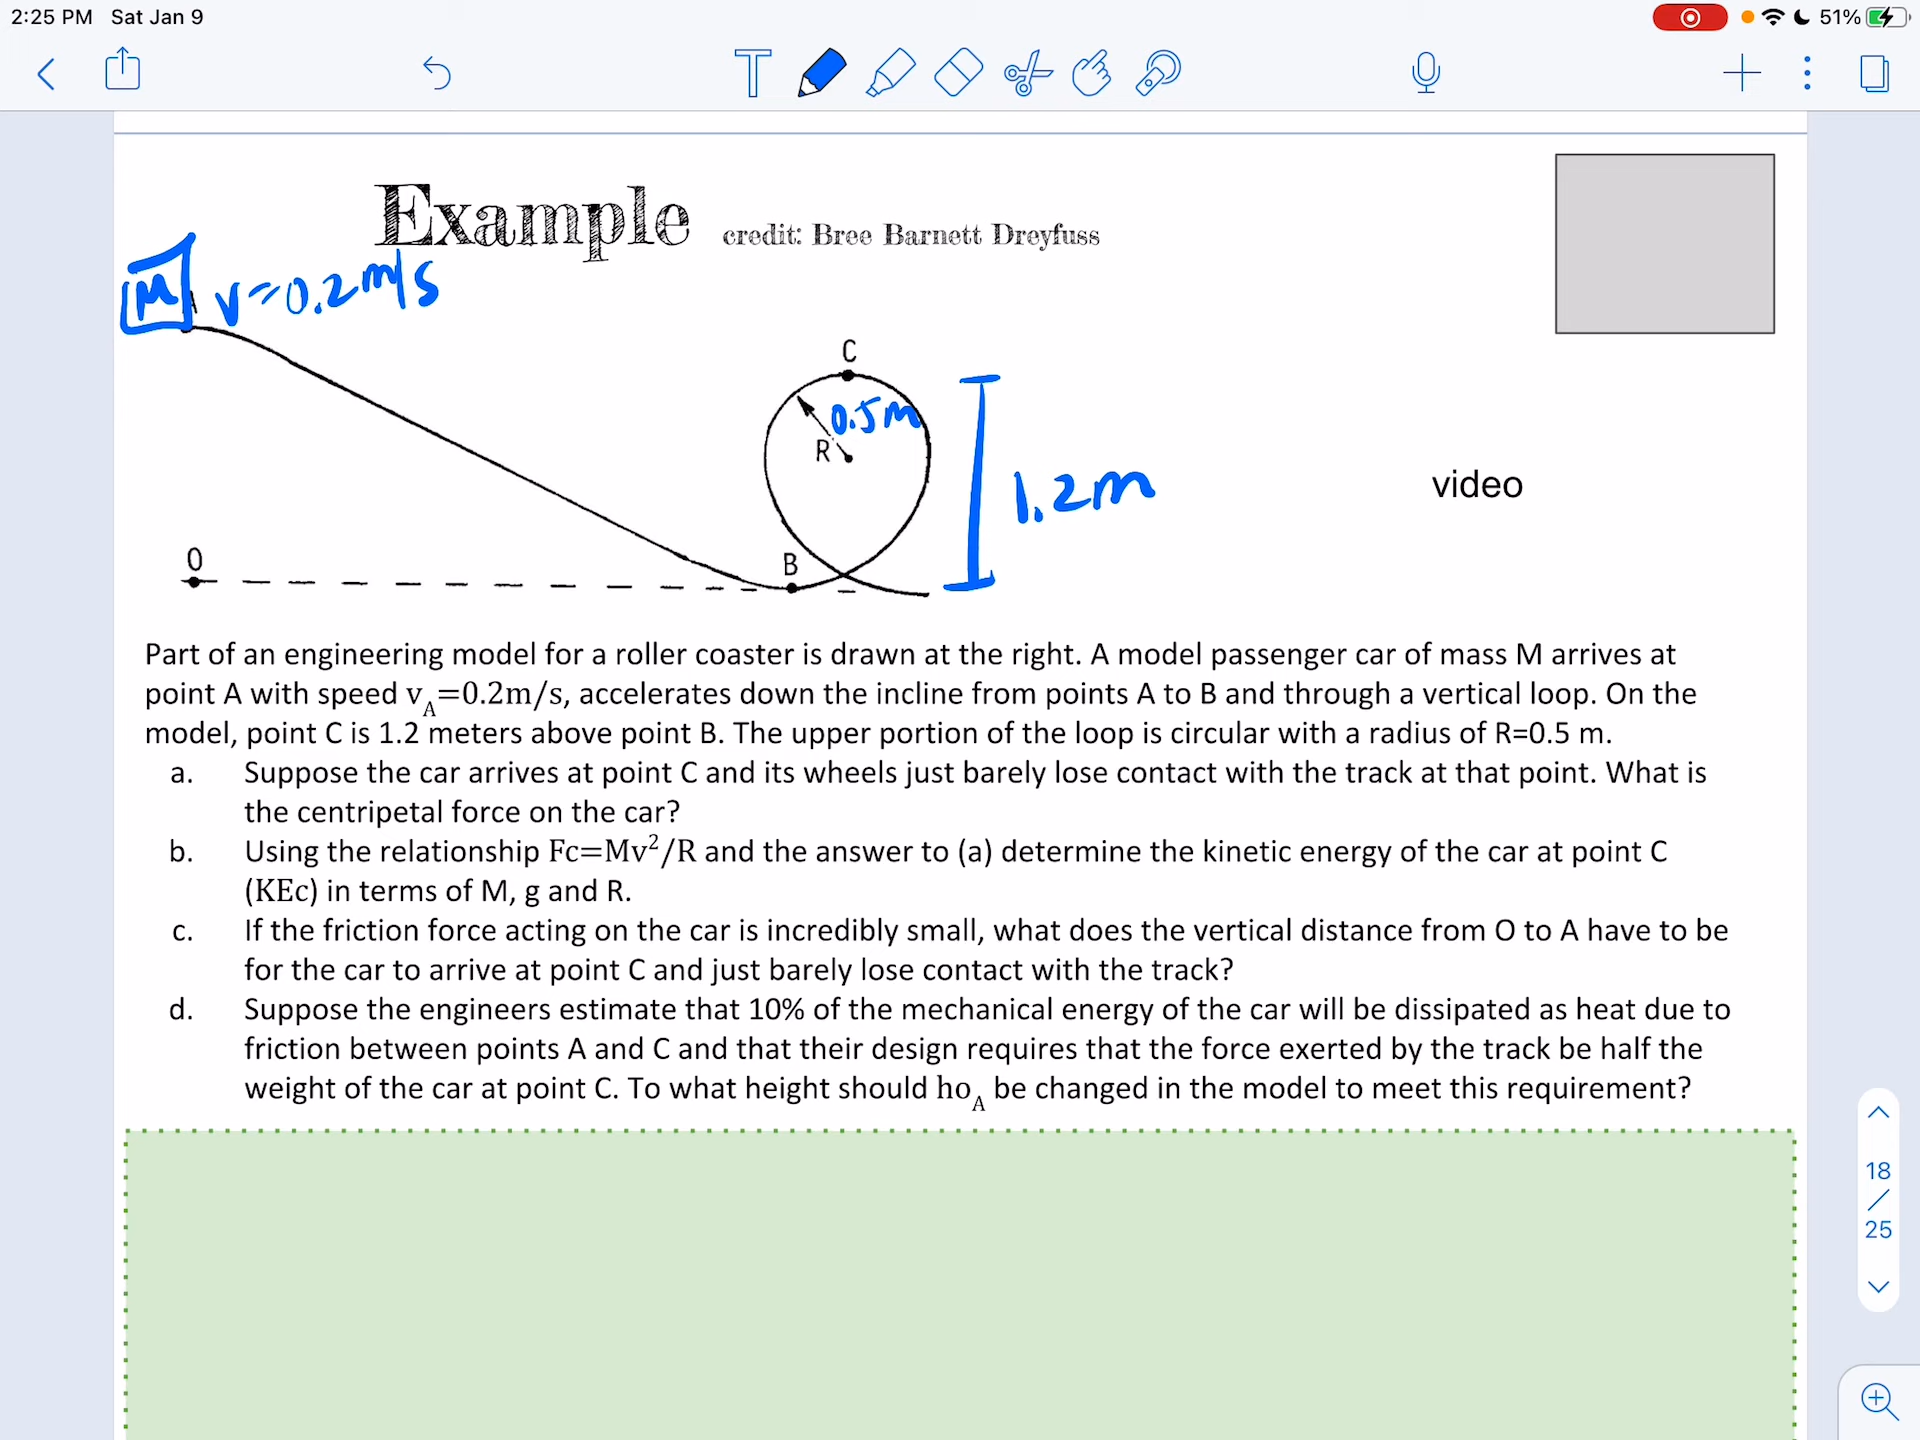 2:25 PM Sat Jan 9
51%
T
Example credit: Bree Barnett Dreyfuss
M A v=0.2m/s
C
0.5m
R
1.2m
video
O
B
Part of an engineering model for a roller coaster is drawn at the right. A model passenger car of mass M arrives at
point A with speed vA=0.2m/s, accelerates down the incline from points A to B and through a vertical loop. On the
model, point C is 1.2 meters above point B. The upper portion of the loop is circular with a radius of R=0.5 m.
a. Suppose the car arrives at point C and its wheels just barely lose contact with the track at that point. What is
the centripetal force on the car?
b. Using the relationship Fc=Mv²/R and the answer to (a) determine the kinetic energy of the car at point C
(KEc) in terms of M, g and R.
c. If the friction force acting on the car is incredibly small, what does the vertical distance from O to A have to be
for the car to arrive at point C and just barely lose contact with the track?
d. Suppose the engineers estimate that 10% of the mechanical energy of the car will be dissipated as heat due to
friction between points A and C and that their design requires that the force exerted by the track be half the
weight of the car at point C. To what height should hoA be changed in the model to meet this requirement?
18
/
25